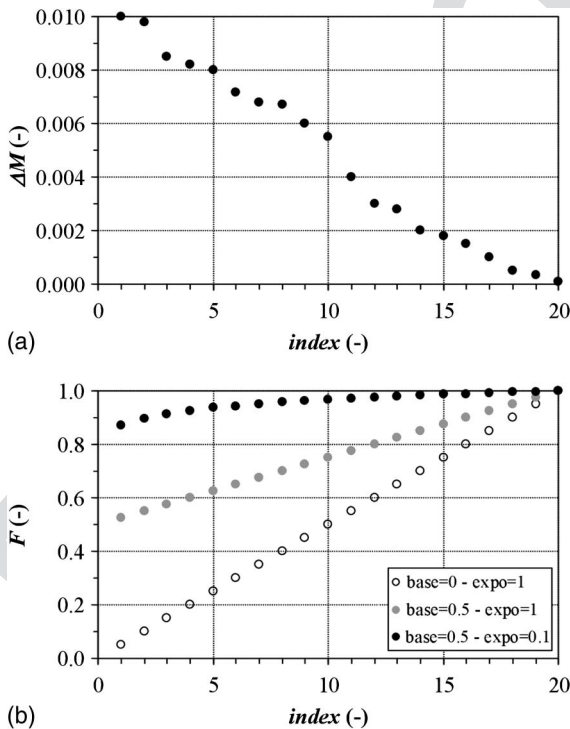 0.010
0.008
0.006
0.004
0.002
0.000
ΔM (-)
0 5 10 15 20
index (-)
(a)
1.0
0.8
0.6
0.4
0.2
0.0
F (-)
base=0 - expo=1
base=0.5 - expo=1
base=0.5 - expo=0.1
0 5 10 15 20
index (-)
(b)